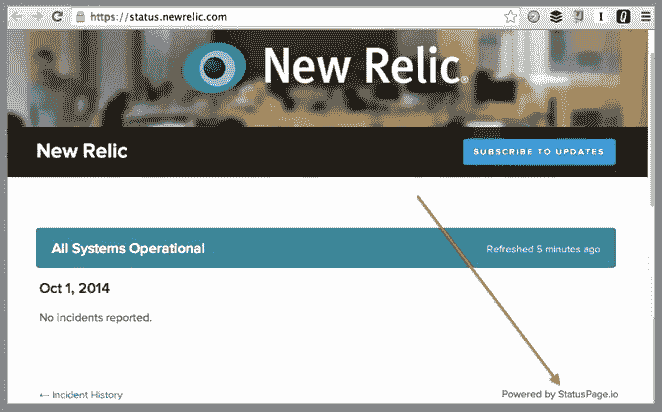 https://status.newrelic.com
New Relic®
New Relic
SUBSCRIBE TO UPDATES
All Systems Operational
Refreshed 5 minutes ago
Oct 1, 2014
No incidents reported.
← Incident History
Powered by StatusPage.io